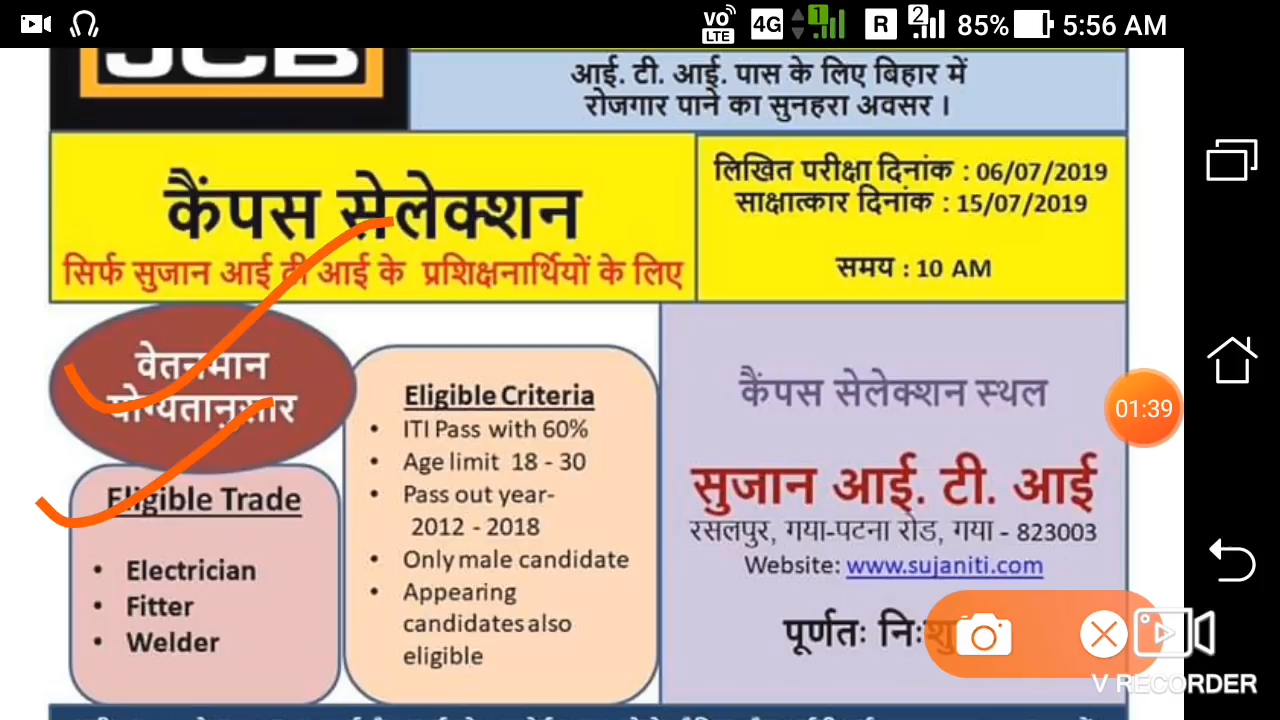 VO
LTE
4G
1
R
2
85%
5:56 AM
JCB
आई. टी. आई. पास के लिए बिहार में
रोजगार पाने का सुनहरा अवसर ।
कैंपस सेलेक्शन
सिर्फ सुजान आई टी आई के प्रशिक्षनार्थियों के लिए
लिखित परीक्षा दिनांक : 06/07/2019
साक्षात्कार दिनांक : 15/07/2019
समय : 10 AM
वेतनमान
योग्यतानुसार
Eligible Trade
• Electrician
• Fitter
• Welder
Eligible Criteria
• ITI Pass with 60%
• Age limit 18 - 30
• Pass out year-
2012 - 2018
• Only male candidate
• Appearing
candidates also
eligible
कैंपस सेलेक्शन स्थल
सुजान आई. टी. आई
रसलपुर, गया-पटना रोड, गया - 823003
Website: www.sujaniti.com
पूर्णतः
01:39
V RECORDER